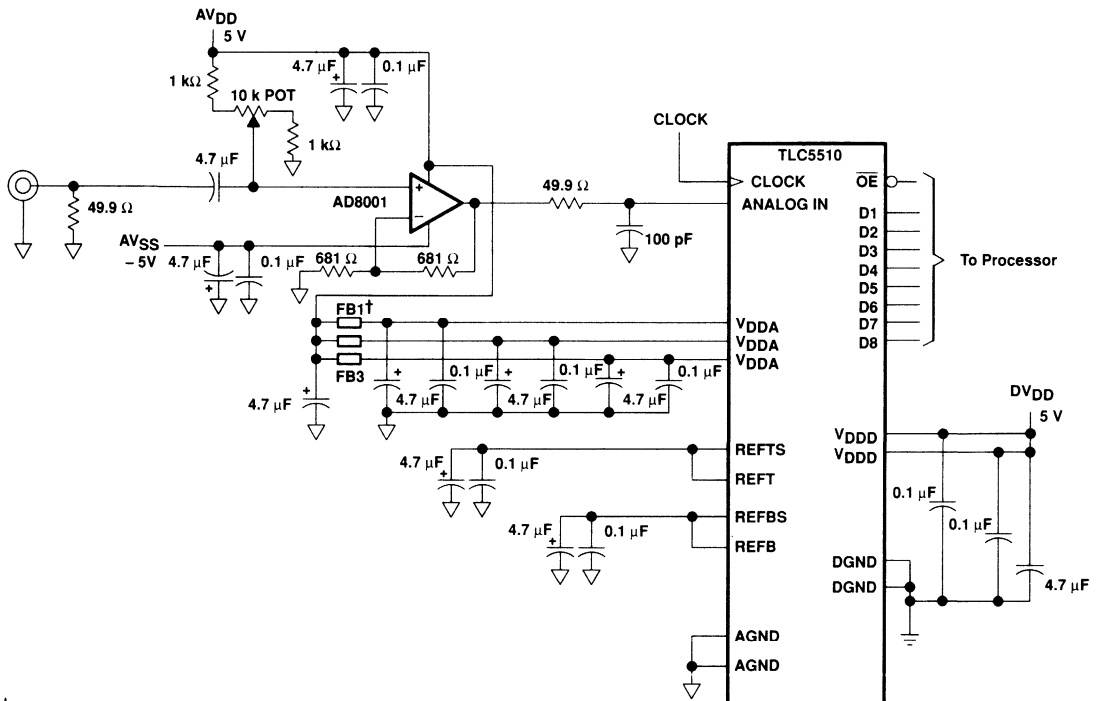 AVDD
5 V
1 kΩ
10 k POT
1 kΩ
4.7 μF
+
0.1 μF
4.7 μF
49.9 Ω
AVSS
– 5V
4.7 μF
+
0.1 μF
+
–
AD8001
681 Ω
681 Ω
49.9 Ω
100 pF
CLOCK
TLC5510
CLOCK
ANALOG IN
OE
D1
D2
D3
D4
D5
D6
D7
D8
To Processor
FB1†
FB3
VDDA
VDDA
VDDA
+
4.7 μF
+
4.7 μF
0.1 μF
+
4.7 μF
0.1 μF
+
4.7 μF
0.1 μF
DVDD
5 V
VDDD
VDDD
0.1 μF
0.1 μF
4.7 μF
DGND
DGND
REFTS
REFT
4.7 μF
+
0.1 μF
REFBS
REFB
4.7 μF
+
0.1 μF
AGND
AGND